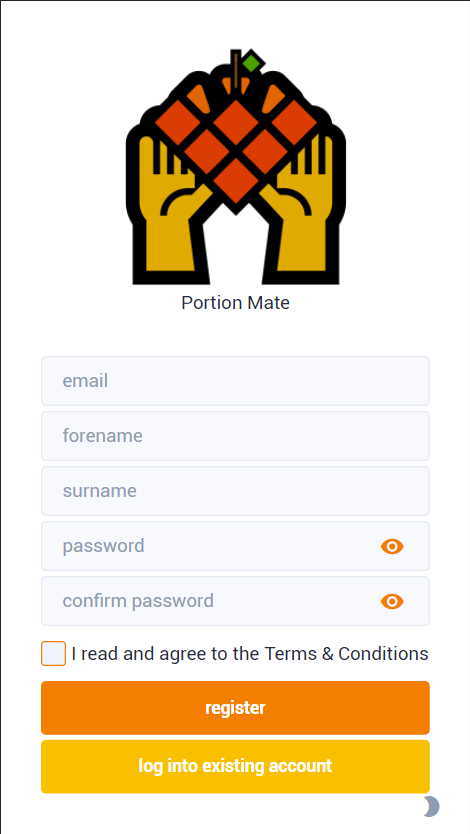 Portion Mate
email
forename
surname
password
confirm password
I read and agree to the Terms & Conditions
register
log into existing account